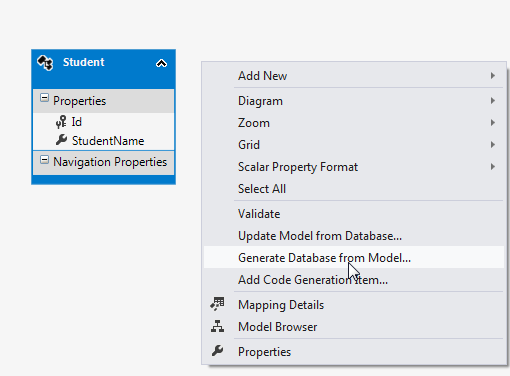 Student
Properties
Id
StudentName
Navigation Properties
Add New
Diagram
Zoom
Grid
Scalar Property Format
Select All
Validate
Update Model from Database...
Generate Database from Model...
Add Code Generation Item...
Mapping Details
Model Browser
Properties